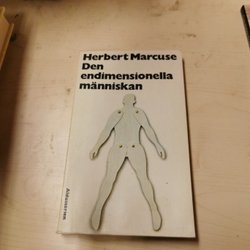 Herbert Marcuse
Den
endimensionella
människan